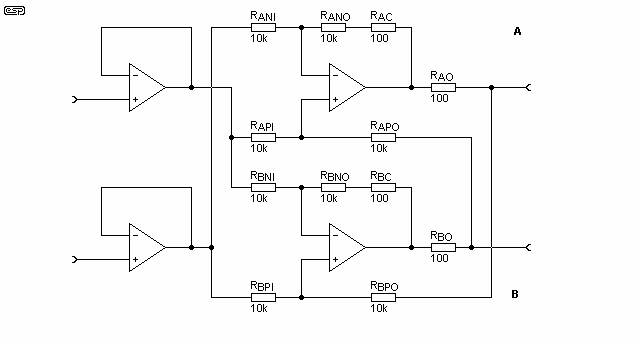 esp
RANI RANO RAC
10k 10k 100
A
− +
− +
RAO
100
RAPI RAPO
10k 10k
RBNI RBNO RBC
10k 10k 100
− +
− +
RBO
100
RBPI RBPO
10k 10k
B